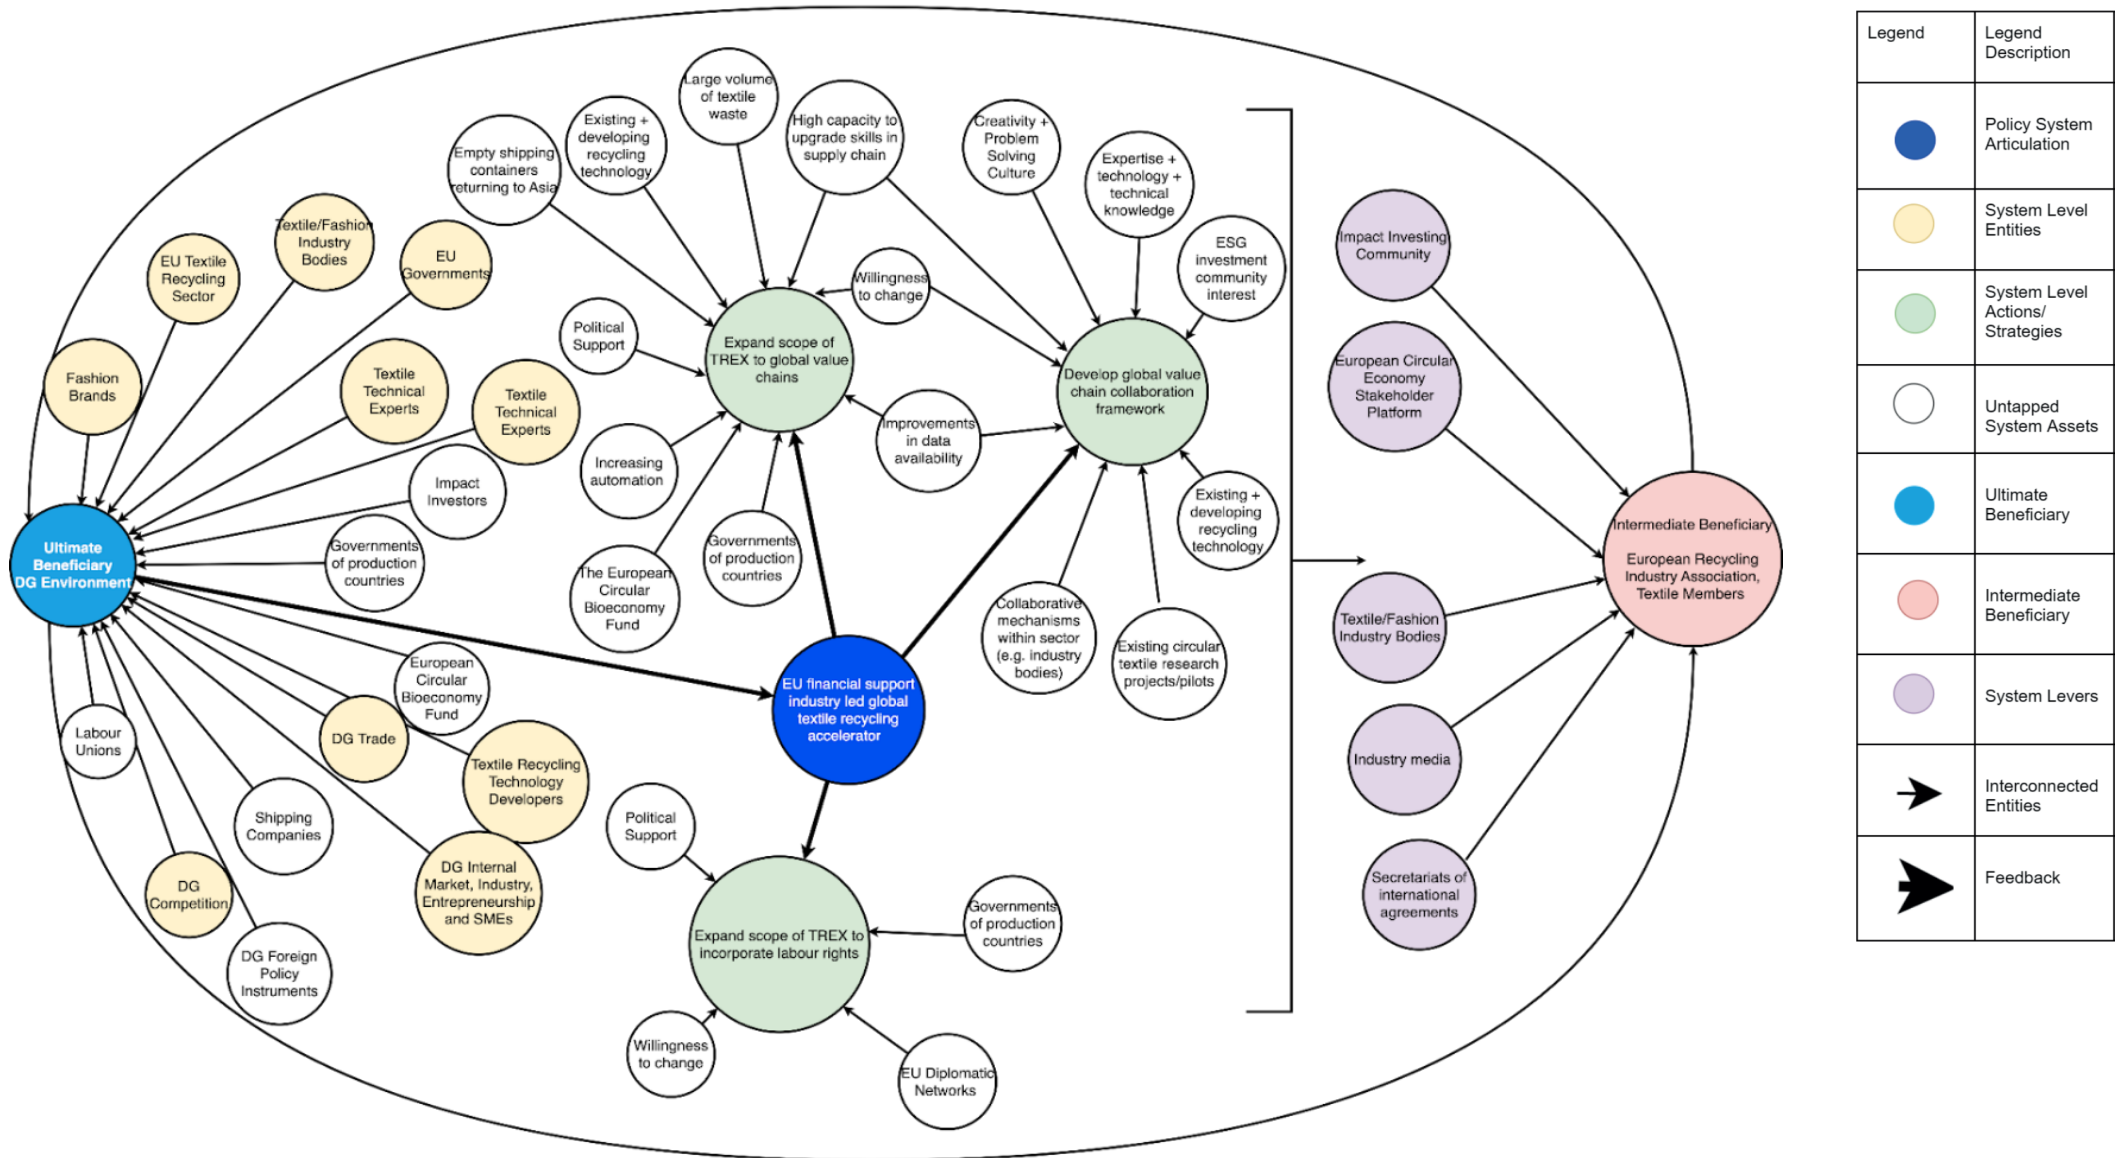 Large volume
of textile
waste
Existing +
developing
recycling
technology
High capacity to
upgrade skills in
supply chain
Creativity +
Problem
Solving
Culture
Empty shipping
containers
returning to Asia
Expertise +
technology +
technical
knowledge
Textile/Fashion
Industry
Bodies
EU Textile
Recycling
Sector
EU
Governments
Willingness
to change
ESG
investment
community
interest
Impact Investing
Community
Political
Support
Expand scope of
TREX to global value
chains
Fashion
Brands
Textile
Technical
Experts
Textile
Technical
Experts
Develop global value
chain collaboration
framework
European Circular
Economy
Stakeholder
Platform
Improvements
in data
availability
Increasing
automation
Impact
Investors
Existing +
developing
recycling
technology
Governments
of production
countries
Governments
of production
countries
The European
Circular
Bioeconomy
Fund
Ultimate
Beneficiary
DG Environment
Intermediate Beneficiary
European Recycling
Industry Association,
Textile Members
Collaborative
mechanisms
within sector
(e.g. industry
bodies)
Existing circular
textile research
projects/pilots
Textile/Fashion
Industry Bodies
European
Circular
Bioeconomy
Fund
EU financial support
industry led global
textile recycling
accelerator
Labour
Unions
DG Trade
Textile Recycling
Technology
Developers
Industry media
Shipping
Companies
Political
Support
DG
Competition
DG Internal
Market, Industry,
Entrepreneurship
and SMEs
Secretariats of
international
agreements
Expand scope of TREX to
incorporate labour rights
Governments
of production
countries
DG Foreign
Policy
Instruments
Willingness
to change
EU Diplomatic
Networks
Legend
Legend
Description
Policy System
Articulation
System Level
Entities
System Level
Actions/
Strategies
Untapped
System Assets
Ultimate
Beneficiary
Intermediate
Beneficiary
System Levers
Interconnected
Entities
Feedback